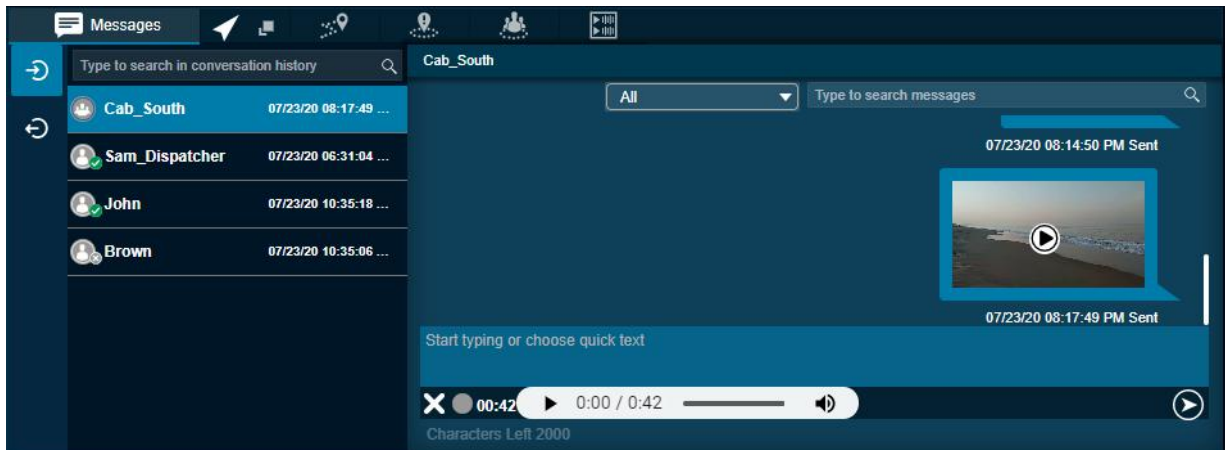 Messages
Type to search in conversation history
Cab_South 07/23/20 08:17:49 ...
Sam_Dispatcher 07/23/20 06:31:04 ...
John 07/23/20 10:35:18 ...
Brown 07/23/20 10:35:06 ...
Cab_South
All
Type to search messages
07/23/20 08:14:50 PM Sent
07/23/20 08:17:49 PM Sent
Start typing or choose quick text
00:42
0:00 / 0:42
Characters Left 2000